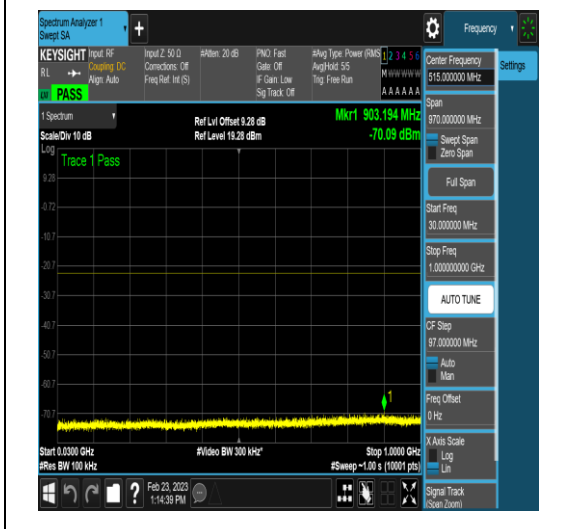 Spectrum Analyzer 1
Swept SA
+
Frequency
KEYSIGHT
RL
PASS
Input: RF
Coupling: DC
Align: Auto
Input Z: 50 Ω
Corrections: Off
Freq Ref: Int (S)
#Atten: 20 dB
PNO: Fast
Gate: Off
IF Gain: Low
Sig Track: Off
#Avg Type: Power (RMS
Avg|Hold: 5/5
Trig: Free Run
1 2 3 4 5 6
M W W W W W
A A A A A A
1 Spectrum
Scale/Div 10 dB
Ref Lvl Offset 9.28 dB
Ref Level 19.28 dBm
Mkr1 903.194 MHz
-70.09 dBm
Log
Trace 1 Pass
9.28
-0.72
-10.7
-20.7
-30.7
-40.7
-50.7
-60.7
-70.7
1
Start 0.0300 GHz
#Res BW 100 kHz
#Video BW 300 kHz*
Stop 1.0000 GHz
#Sweep ~1.00 s (10001 pts)
?
Feb 23, 2023
1:14:39 PM
Center Frequency
515.000000 MHz
Settings
Span
970.000000 MHz
Swept Span
Zero Span
Full Span
Start Freq
30.000000 MHz
Stop Freq
1.000000000 GHz
AUTO TUNE
CF Step
97.000000 MHz
Auto
Man
Freq Offset
0 Hz
X Axis Scale
Log
Lin
Signal Track
(Span Zoom)